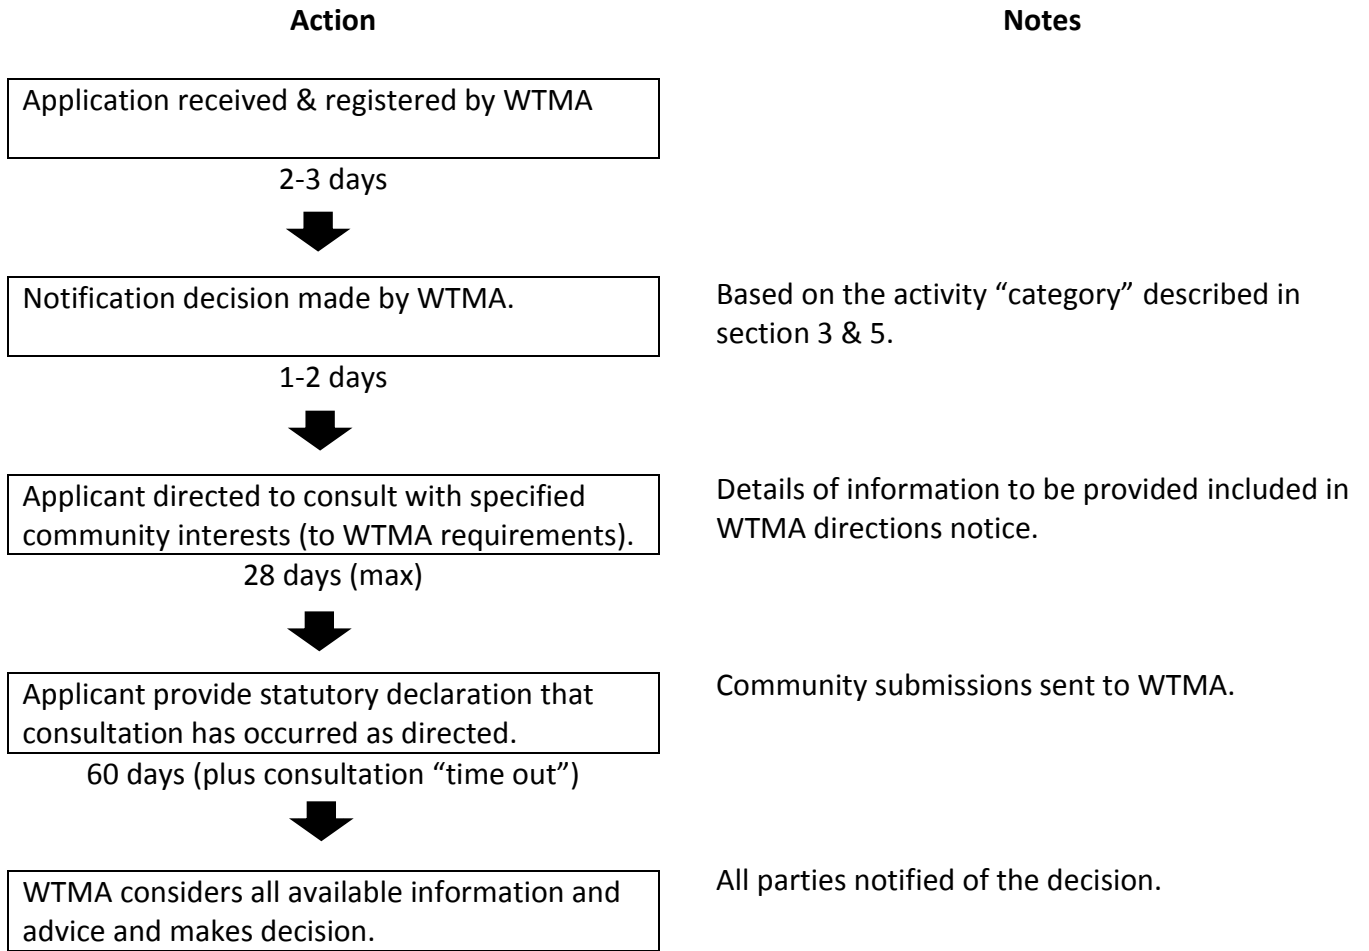 Action
Notes
Application received & registered by WTMA
2-3 days
Notification decision made by WTMA.
Based on the activity “category” described in
section 3 & 5.
1-2 days
Applicant directed to consult with specified
community interests (to WTMA requirements).
Details of information to be provided included in
WTMA directions notice.
28 days (max)
Applicant provide statutory declaration that
consultation has occurred as directed.
Community submissions sent to WTMA.
60 days (plus consultation “time out”)
WTMA considers all available information and
advice and makes decision.
All parties notified of the decision.